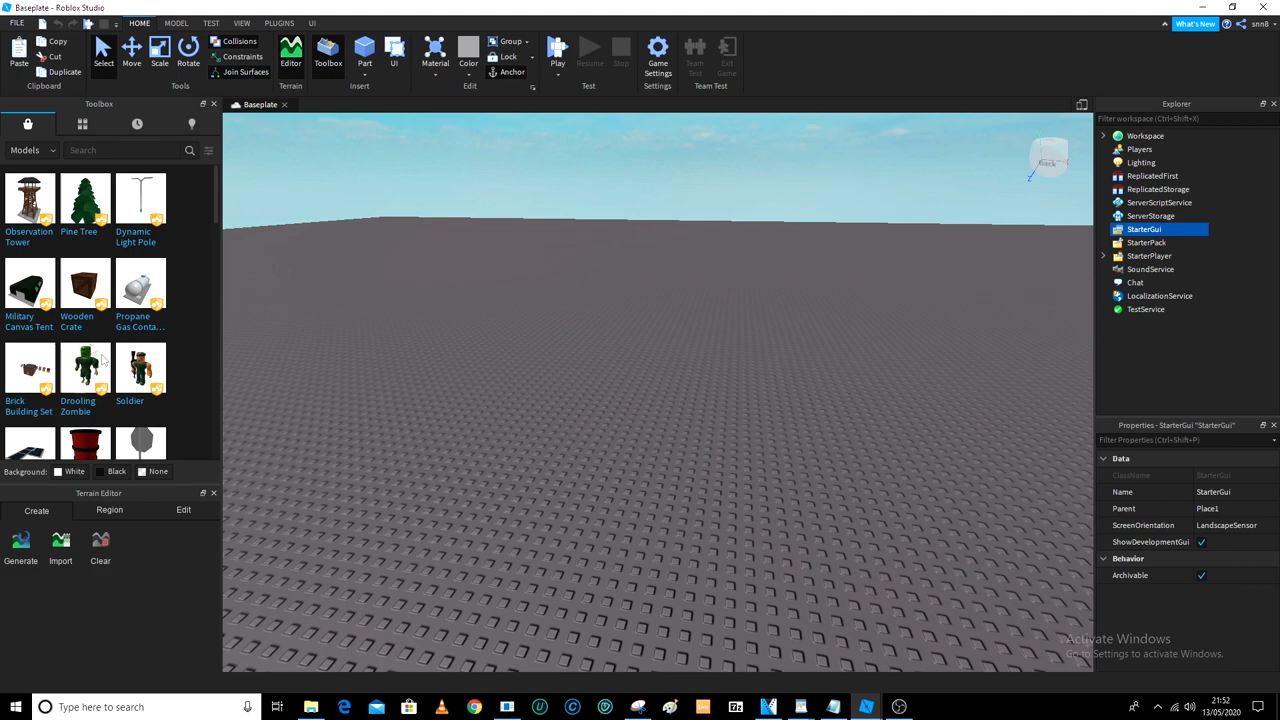 Baseplate - Roblox Studio
FILE HOME MODEL TEST VIEW PLUGINS UI What's New snn8
Paste Copy Cut Duplicate
Select Move Scale Rotate
Collisions Constraints Join Surfaces
Editor Toolbox Part UI
Material Color
Group Lock Anchor
Play Resume Stop
Game Settings
Team Test
Exit Game
Clipboard Tools Terrain Insert Edit Test Settings Team Test
Toolbox
Baseplate
Models Search
Observation Tower
Pine Tree
Dynamic Light Pole
Military Canvas Tent
Wooden Crate
Propane Gas Conta...
Brick Building Set
Drooling Zombie
Soldier
Background: White Black None
Terrain Editor
Create Region Edit
Generate Import Clear
Back
Z
Explorer
Filter workspace (Ctrl+Shift+X)
Workspace
Players
Lighting
ReplicatedFirst
ReplicatedStorage
ServerScriptService
ServerStorage
StarterGui
StarterPack
StarterPlayer
SoundService
Chat
LocalizationService
TestService
Properties - StarterGui "StarterGui"
Filter Properties (Ctrl+Shift+P)
Data
ClassName StarterGui
Name StarterGui
Parent Place1
ScreenOrientation LandscapeSensor
ShowDevelopmentGui
Behavior
Archivable
Activate Windows
Go to Settings to activate Windows.
Type here to search
21:52
13/05/2020